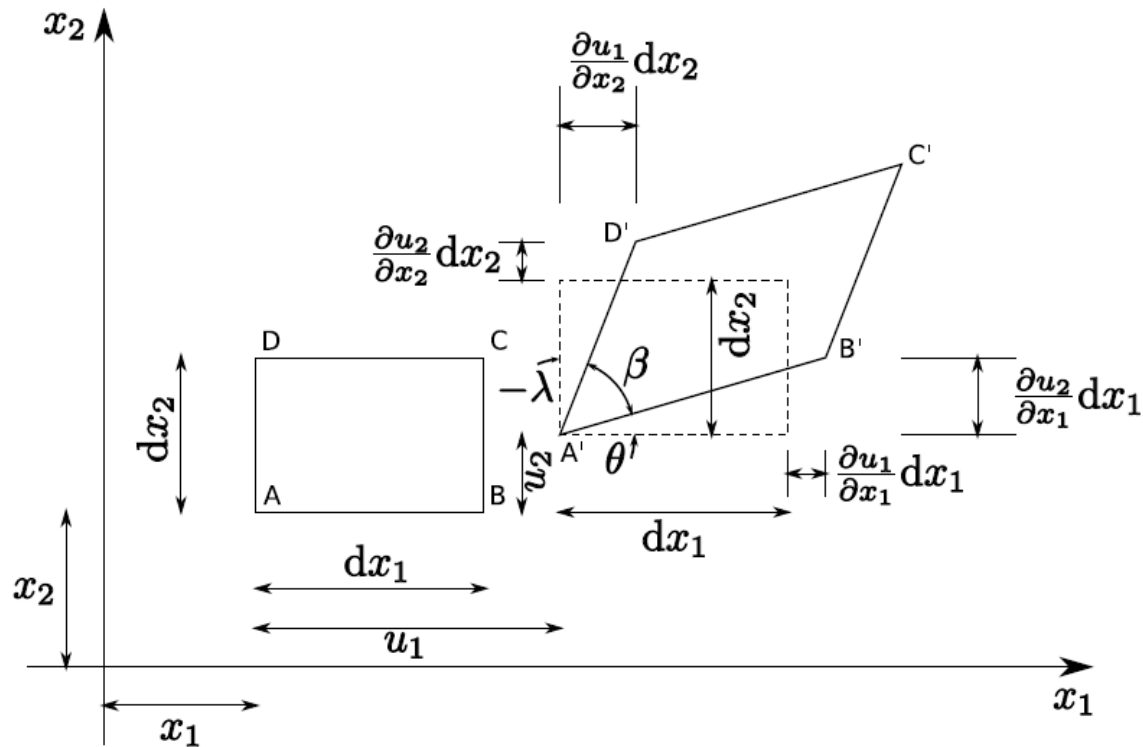 x₂
∂u₁/∂x₂ dx₂
C'
D'
∂u₂/∂x₂ dx₂
dx₂
D
C
B'
−λ
β
∂u₂/∂x₁ dx₁
dx₂
A'
θ
u₂
∂u₁/∂x₁ dx₁
A
B
dx₁
dx₁
x₂
u₁
x₁
x₁